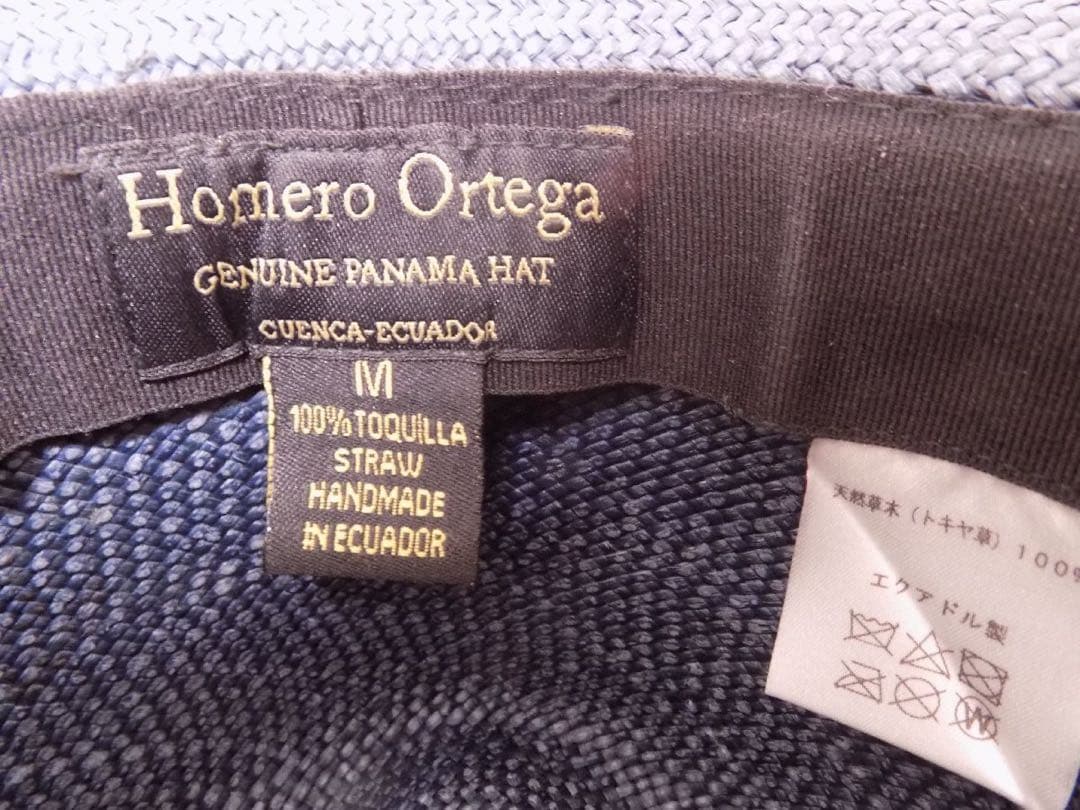 Homero Ortega
GENUINE PANAMA HAT
CUENCA-ECUADOR
M
100% TOQUILLA
STRAW
HANDMADE
IN ECUADOR
天然草木（トキヤ草）100%
エクアドル製
W